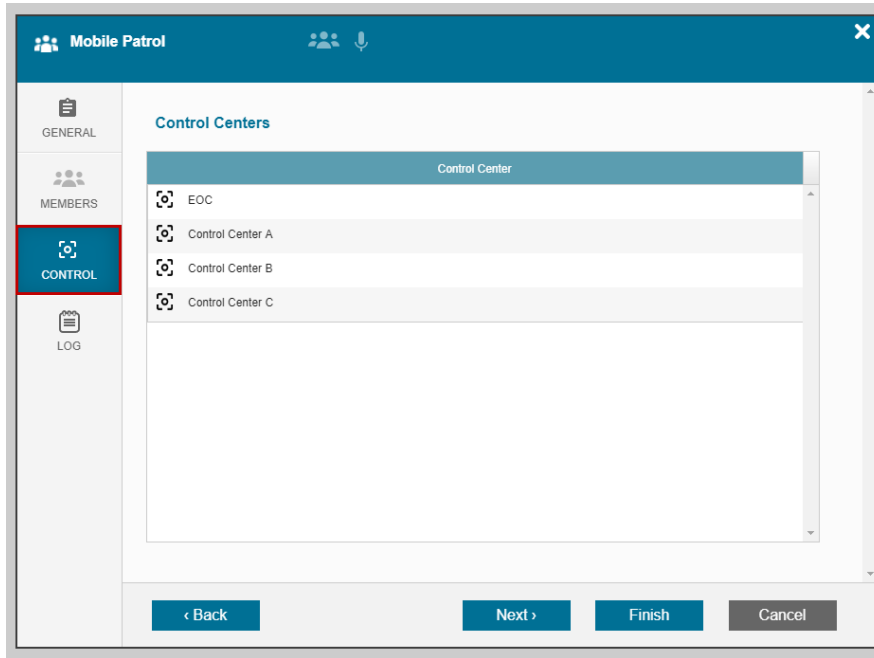 Mobile Patrol
GENERAL
MEMBERS
CONTROL
LOG
Control Centers
Control Center
EOC
Control Center A
Control Center B
Control Center C
‹ Back
Next ›
Finish
Cancel